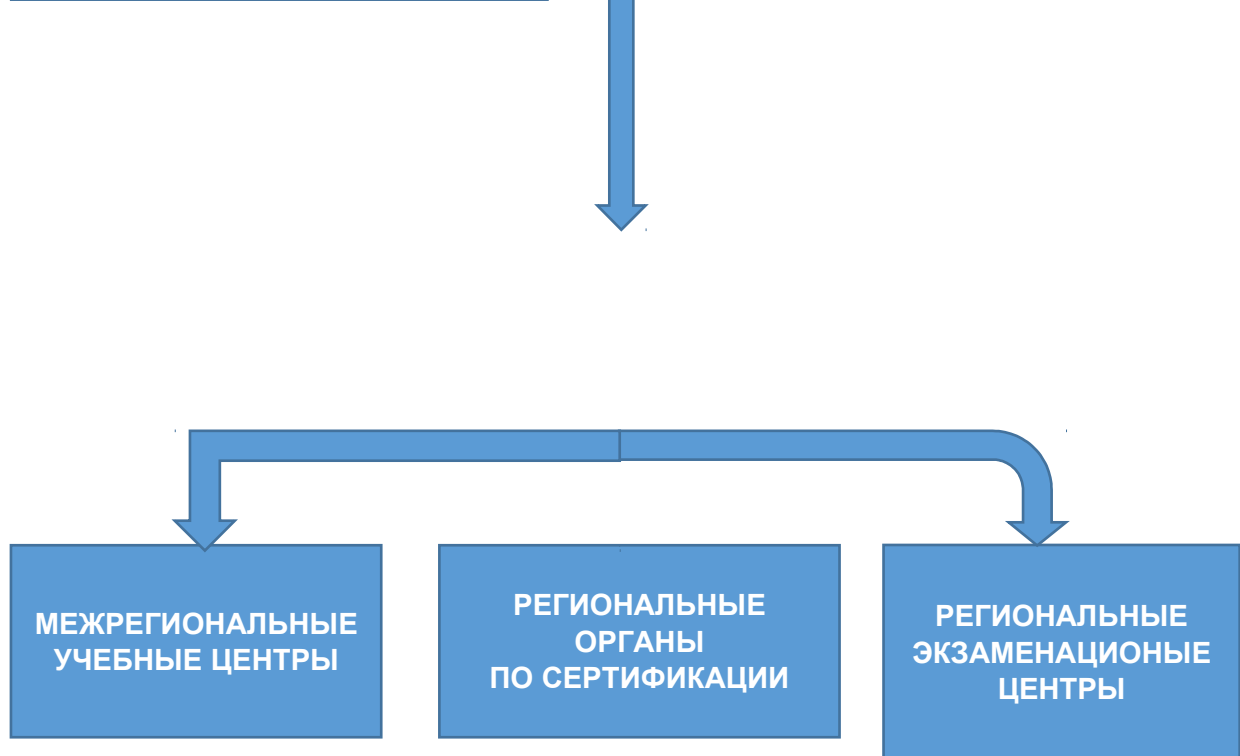 МЕЖРЕГИОНАЛЬНЫЕ
УЧЕБНЫЕ ЦЕНТРЫ
РЕГИОНАЛЬНЫЕ
ОРГАНЫ
ПО СЕРТИФИКАЦИИ
РЕГИОНАЛЬНЫЕ
ЭКЗАМЕНАЦИОНЫЕ
ЦЕНТРЫ